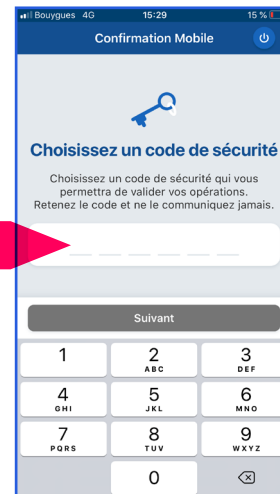 Bouygues 4G 15:29 15 %
Confirmation Mobile
Choisissez un code de sécurité
Choisissez un code de sécurité qui vous
permettra de valider vos opérations.
Retenez le code et ne le communiquez jamais.
Suivant
1 2 3
ABC DEF
4 5 6
GHI JKL MNO
7 8 9
PQRS TUV WXYZ
0